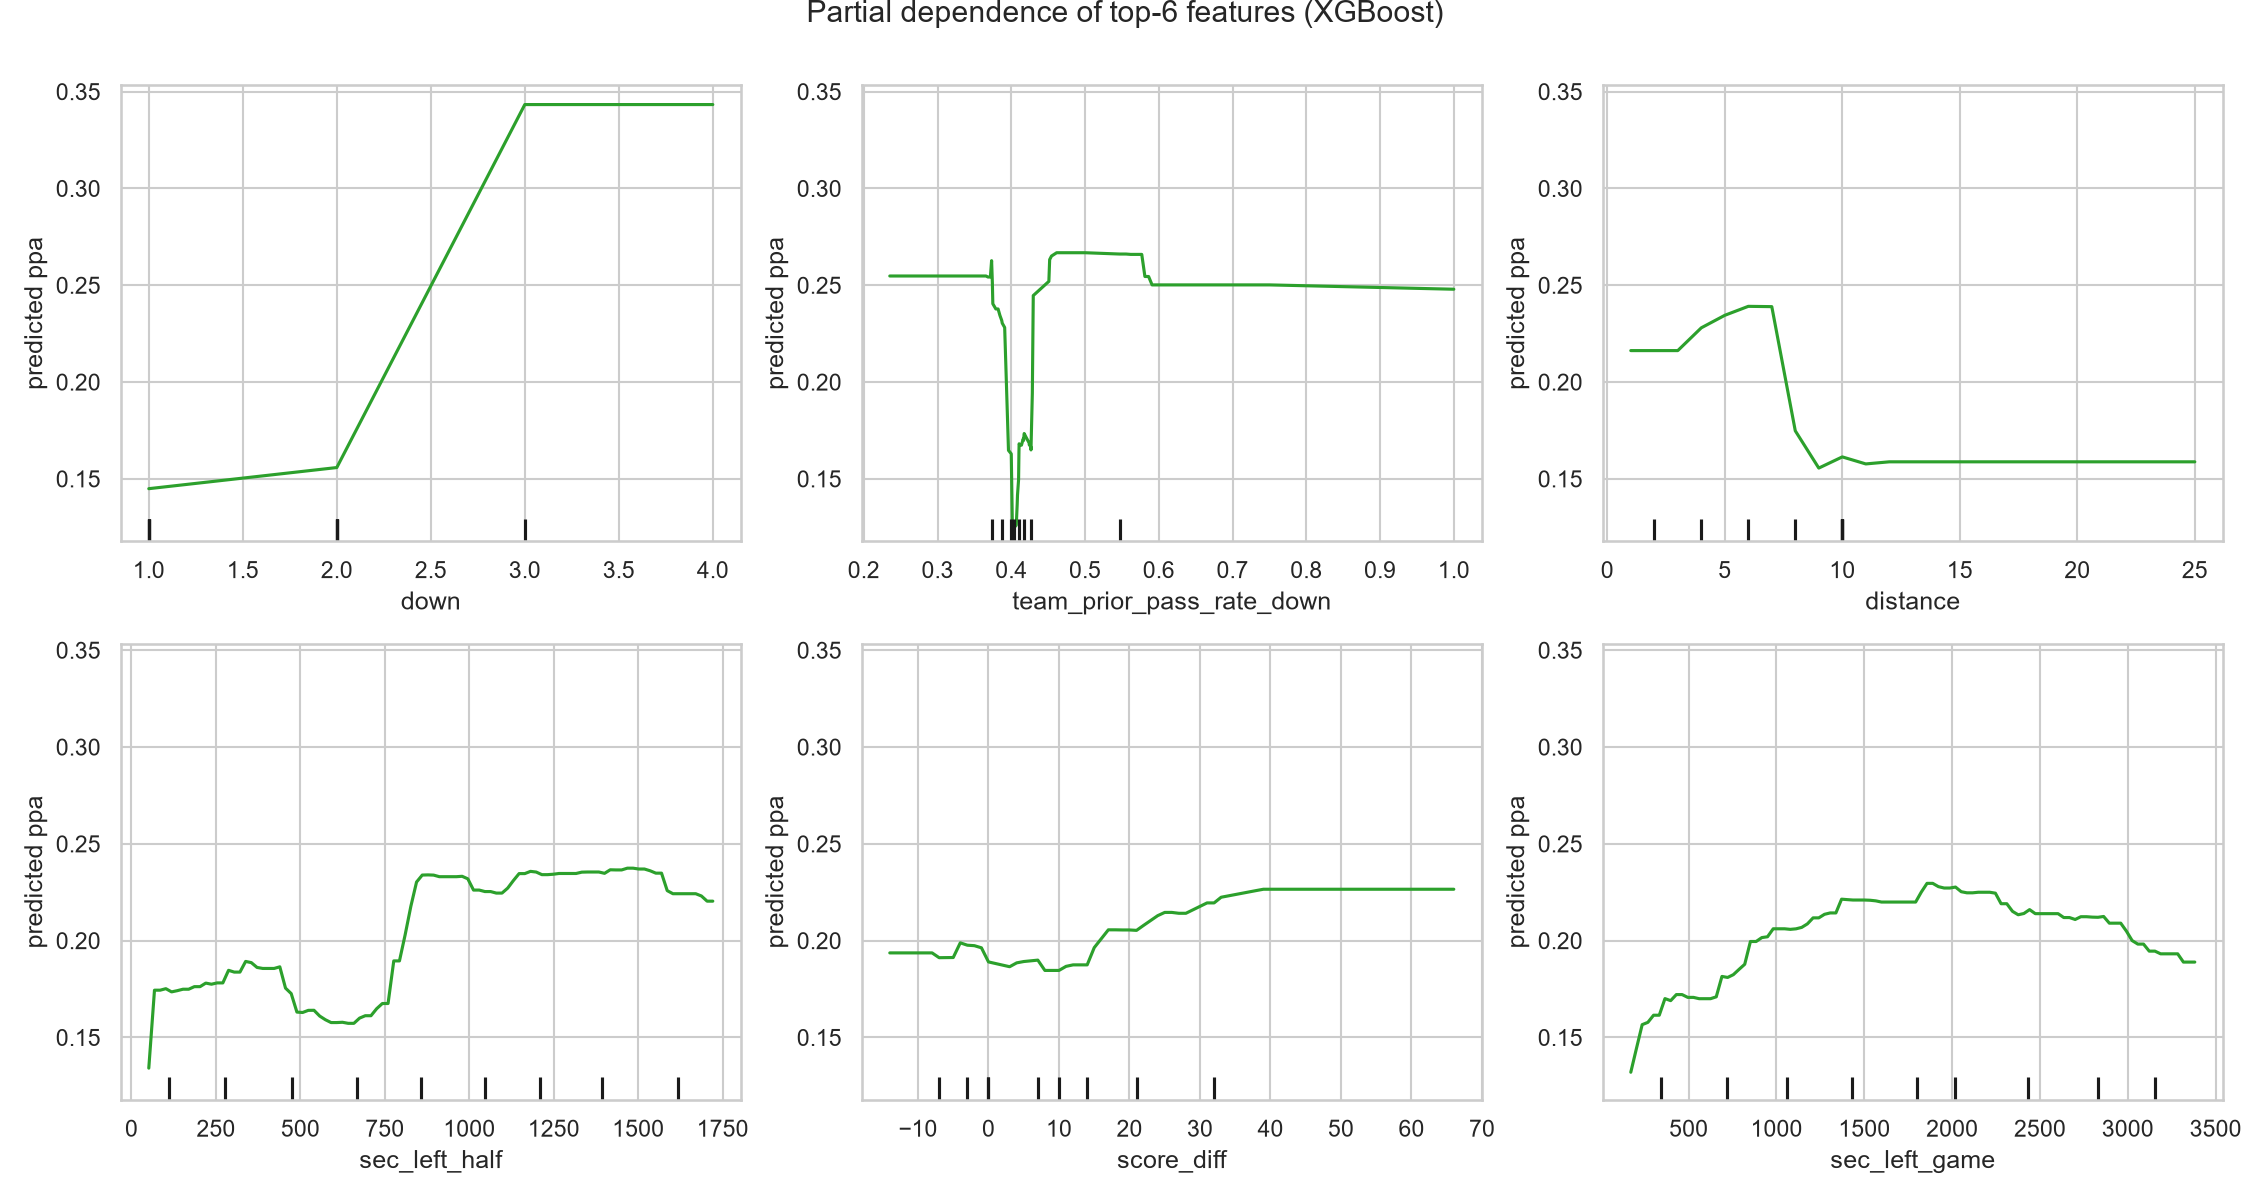 Partial dependence of top-6 features (XGBoost)
0.35
0.30
0.25
0.20
0.15
predicted ppa
1.0 1.5 2.0 2.5 3.0 3.5 4.0
down
0.35
0.30
0.25
0.20
0.15
predicted ppa
0.2 0.3 0.4 0.5 0.6 0.7 0.8 0.9 1.0
team_prior_pass_rate_down
0.35
0.30
0.25
0.20
0.15
predicted ppa
0 5 10 15 20 25
distance
0.35
0.30
0.25
0.20
0.15
predicted ppa
0 250 500 750 1000 1250 1500 1750
sec_left_half
0.35
0.30
0.25
0.20
0.15
predicted ppa
−10 0 10 20 30 40 50 60 70
score_diff
0.35
0.30
0.25
0.20
0.15
predicted ppa
500 1000 1500 2000 2500 3000 3500
sec_left_game